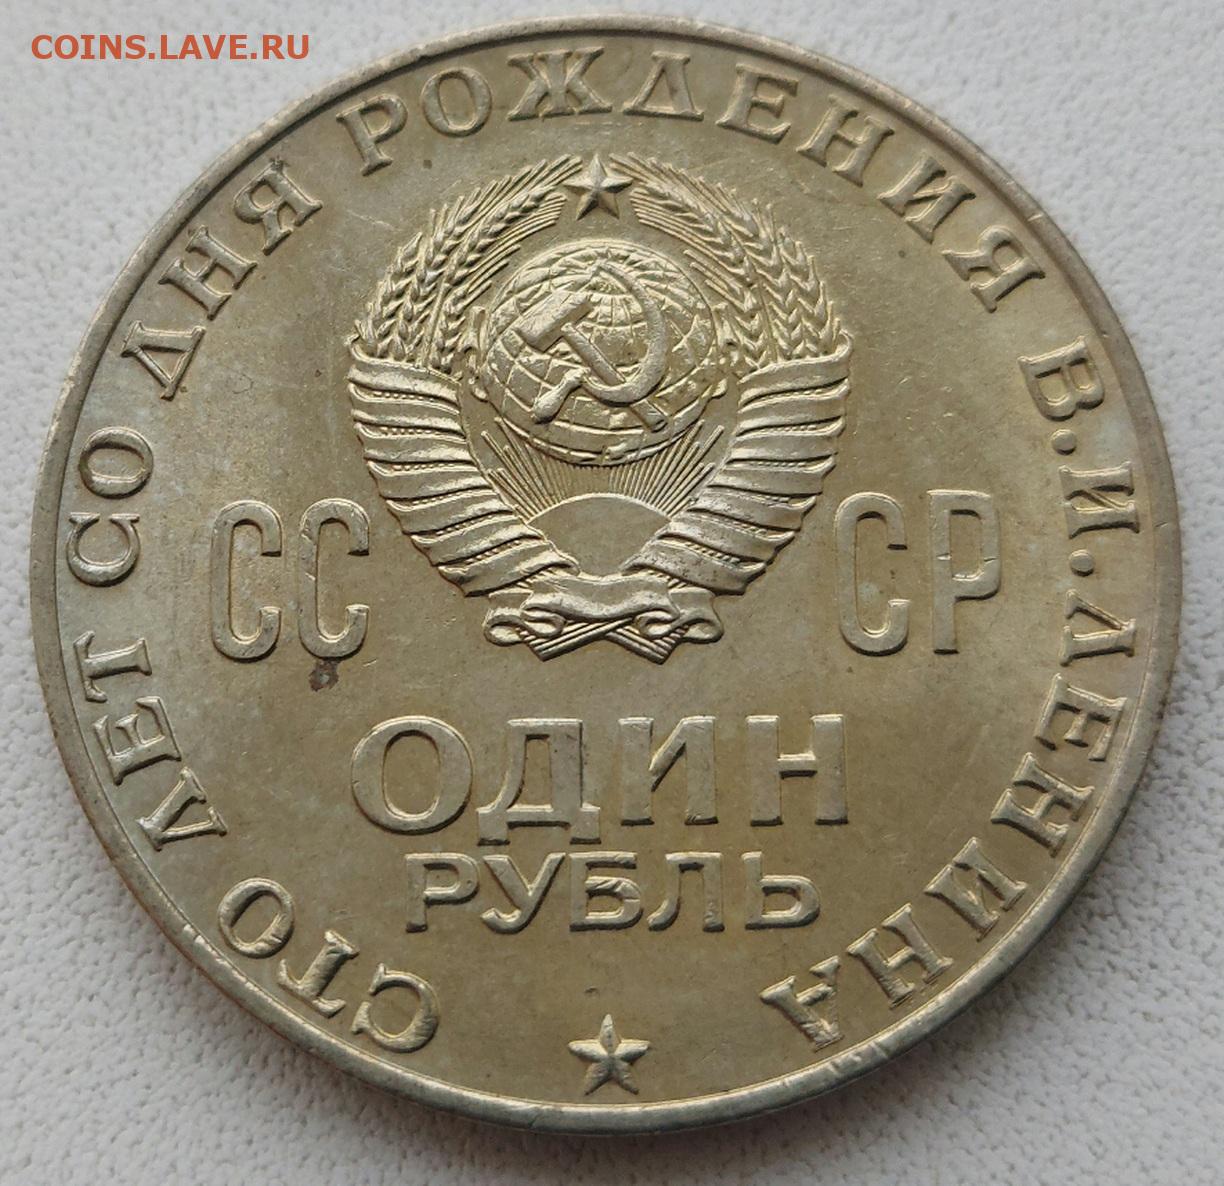 COINS.LAVE.RU
СТО ЛЕТ СО ДНЯ РОЖДЕНИЯ В.И.ЛЕНИНА
СС СР
ОДИН
РУБЛЬ